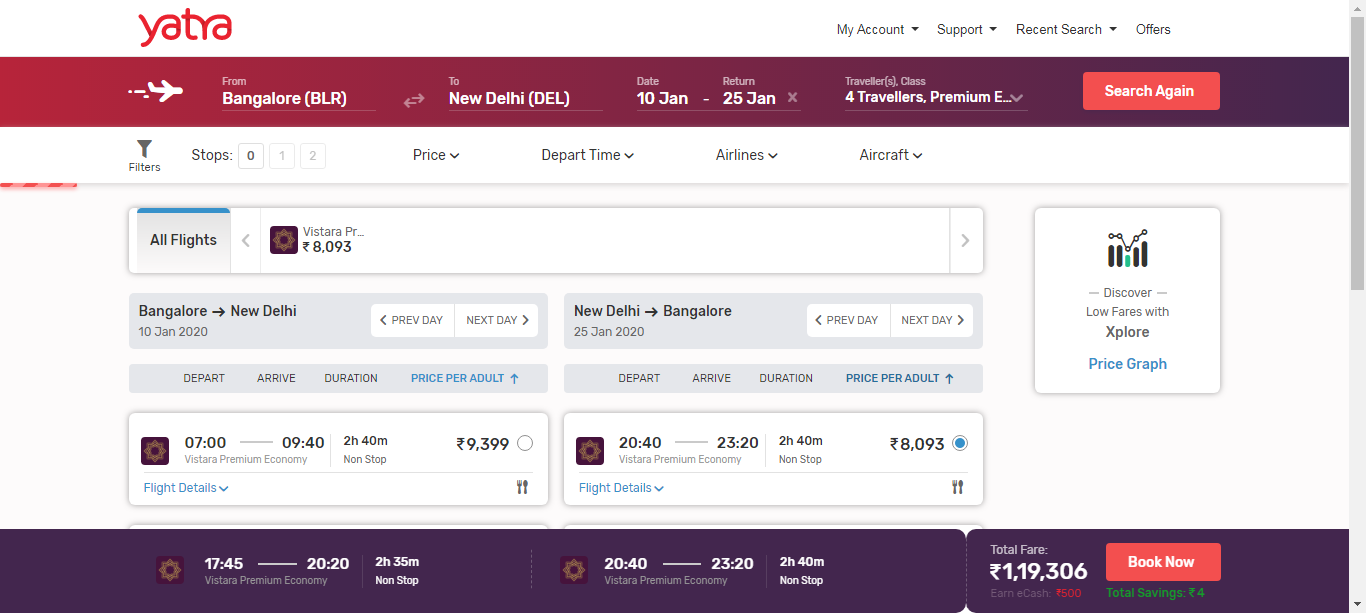 yatra
My Account Support Recent Search Offers
From To Date Return Traveller(s), Class
Bangalore (BLR) New Delhi (DEL) 10 Jan - 25 Jan × 4 Travellers, Premium E... Search Again
Filters Stops: 0 1 2 Price Depart Time Airlines Aircraft
All Flights
Vistara Pr...
₹ 8,093
Discover
Low Fares with
Xplore
Price Graph
Bangalore → New Delhi
10 Jan 2020
PREV DAY NEXT DAY
New Delhi → Bangalore
25 Jan 2020
PREV DAY NEXT DAY
DEPART ARRIVE DURATION PRICE PER ADULT ↑
DEPART ARRIVE DURATION PRICE PER ADULT ↑
07:00 09:40 2h 40m ₹9,399
Vistara Premium Economy Non Stop
Flight Details
20:40 23:20 2h 40m ₹8,093
Vistara Premium Economy Non Stop
Flight Details
17:45 20:20 2h 35m
Vistara Premium Economy Non Stop
20:40 23:20 2h 40m
Vistara Premium Economy Non Stop
Total Fare:
₹1,19,306
Earn eCash: ₹500
Book Now
Total Savings: ₹4